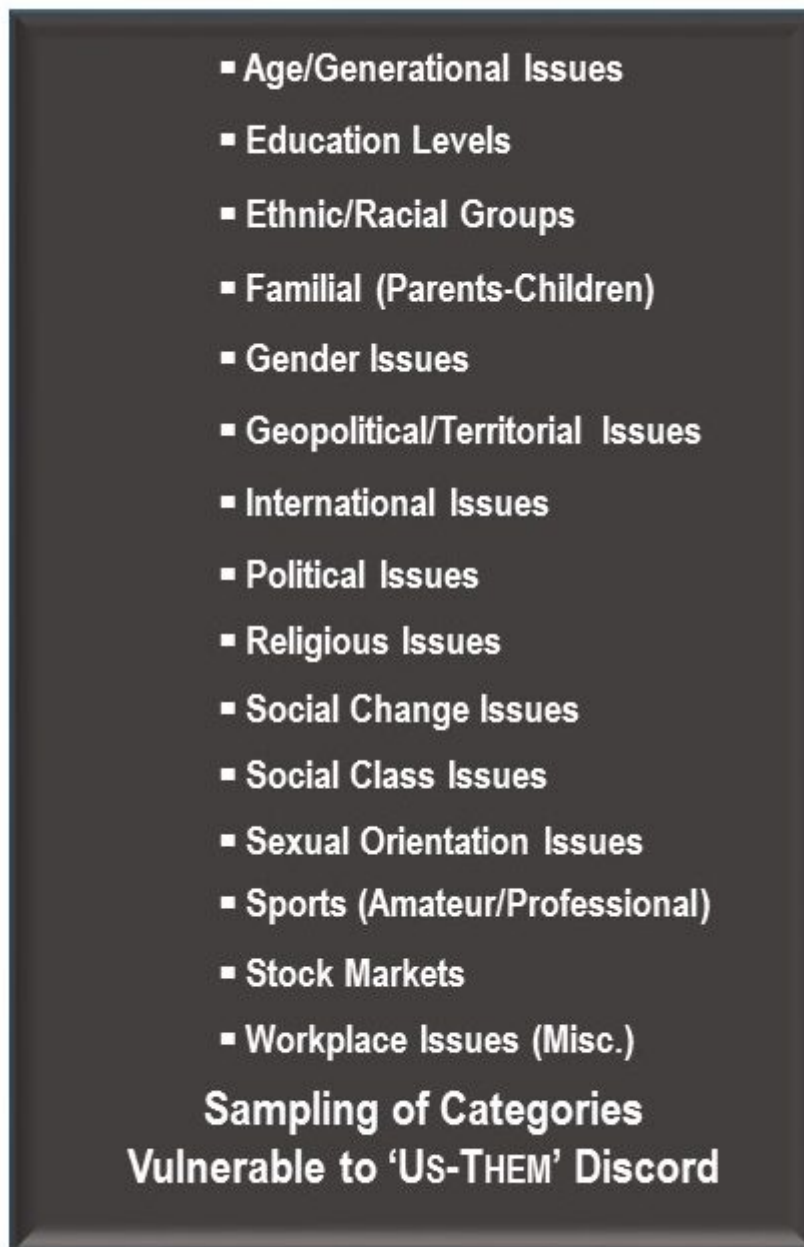 ▪ Age/Generational Issues
▪ Education Levels
▪ Ethnic/Racial Groups
▪ Familial (Parents-Children)
▪ Gender Issues
▪ Geopolitical/Territorial Issues
▪ International Issues
▪ Political Issues
▪ Religious Issues
▪ Social Change Issues
▪ Social Class Issues
▪ Sexual Orientation Issues
▪ Sports (Amateur/Professional)
▪ Stock Markets
▪ Workplace Issues (Misc.)
Sampling of Categories
Vulnerable to ‘US-THEM’ Discord